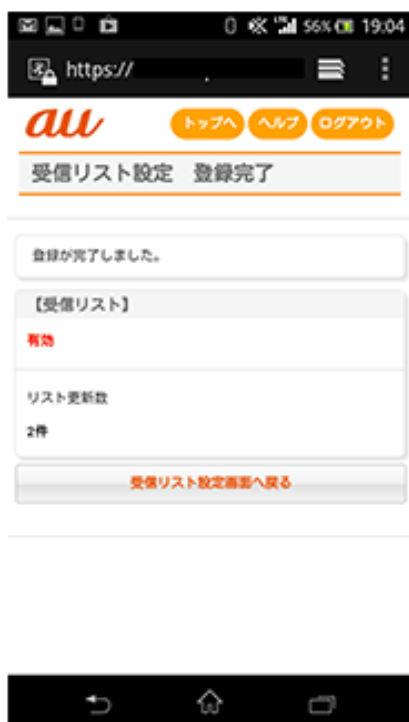 56% 19:04
https://
au
トップへ ヘルプ ログアウト
受信リスト設定 登録完了
登録が完了しました。
【受信リスト】
有効
リスト更新数
2件
受信リスト設定画面へ戻る